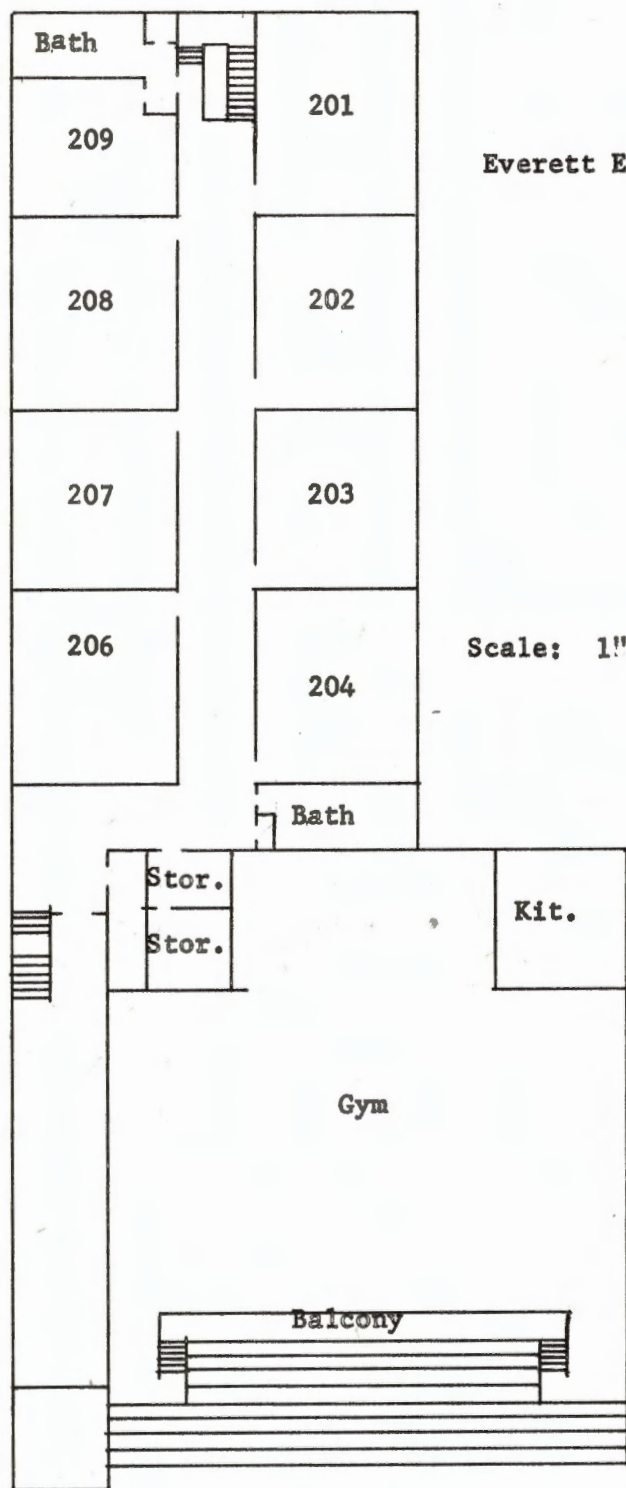 Bath
201
209
Everett E
208
202
207
203
206
Scale: 1"
204
Bath
Stor.
Kit.
Stor.
Gym
Balcony